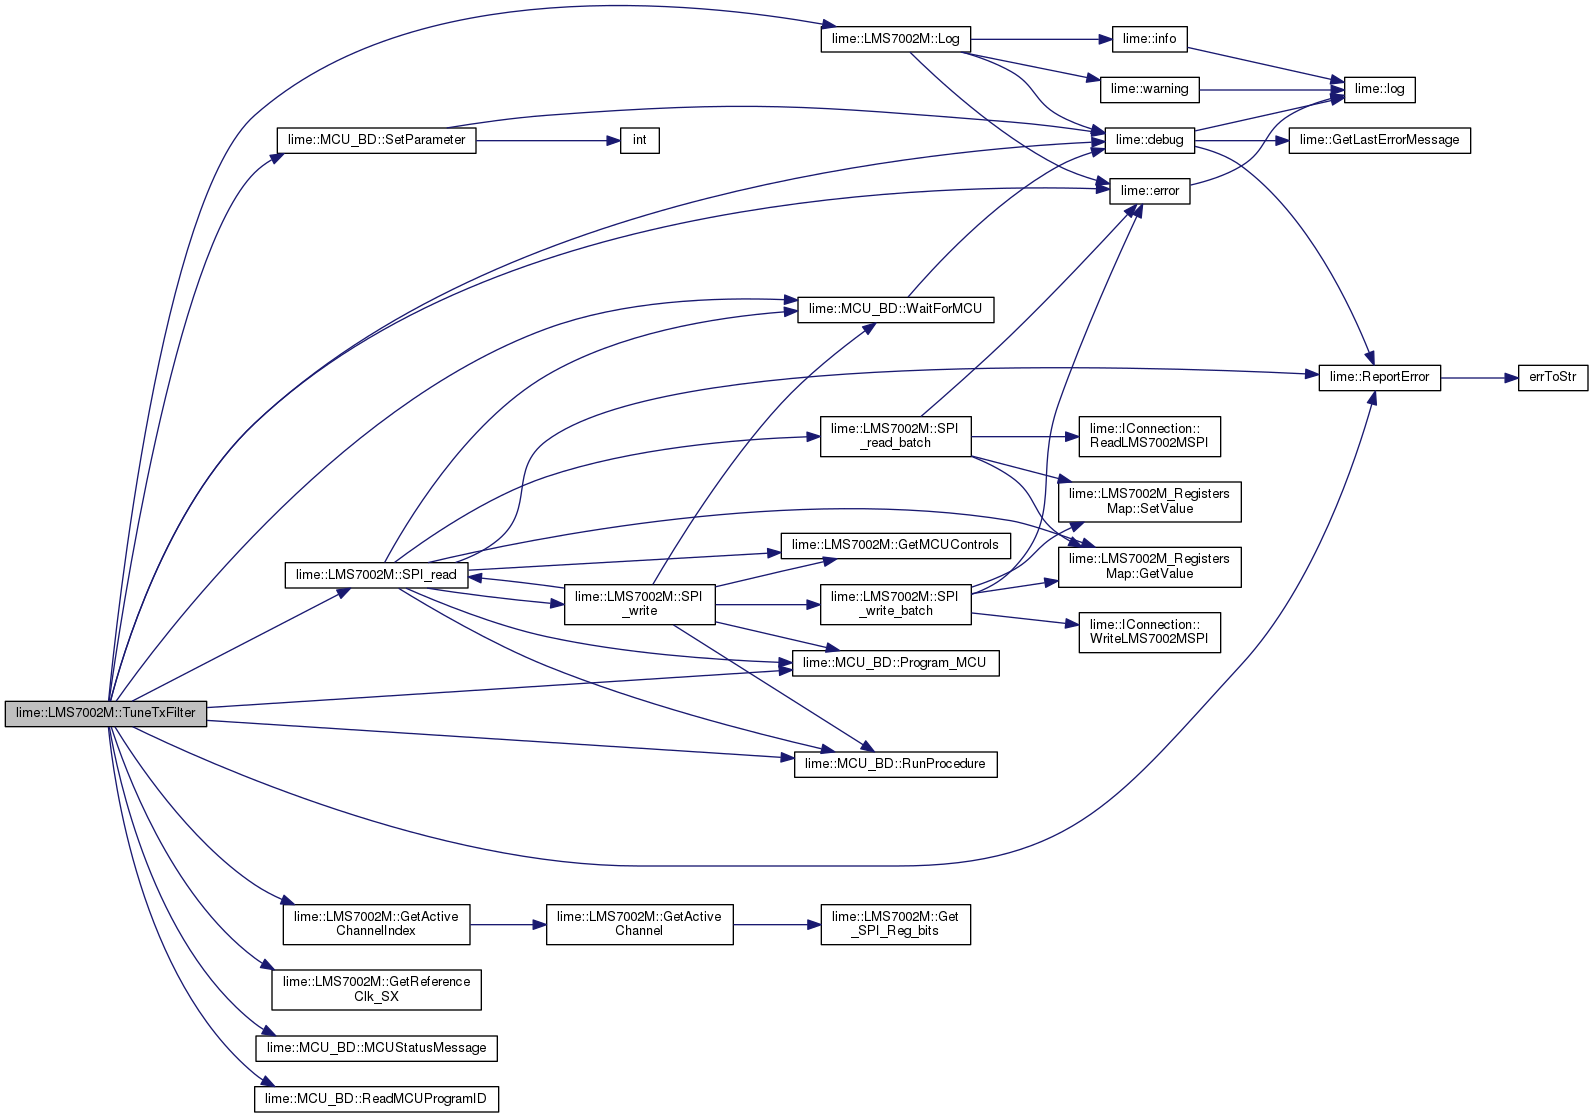 lime::LMS7002M::Log
lime::info
lime::warning
lime::log
lime::MCU_BD::SetParameter
int
lime::debug
lime::GetLastErrorMessage
lime::error
lime::MCU_BD::WaitForMCU
lime::ReportError
errToStr
lime::LMS7002M::SPI
_read_batch
lime::IConnection::
ReadLMS7002MSPI
lime::LMS7002M_Registers
Map::SetValue
lime::LMS7002M::GetMCUControls
lime::LMS7002M_Registers
Map::GetValue
lime::LMS7002M::SPI_read
lime::LMS7002M::SPI
_write
lime::LMS7002M::SPI
_write_batch
lime::IConnection::
WriteLMS7002MSPI
lime::MCU_BD::Program_MCU
lime::LMS7002M::TuneTxFilter
lime::MCU_BD::RunProcedure
lime::LMS7002M::GetActive
ChannelIndex
lime::LMS7002M::GetActive
Channel
lime::LMS7002M::Get
_SPI_Reg_bits
lime::LMS7002M::GetReference
Clk_SX
lime::MCU_BD::MCUStatusMessage
lime::MCU_BD::ReadMCUProgramID